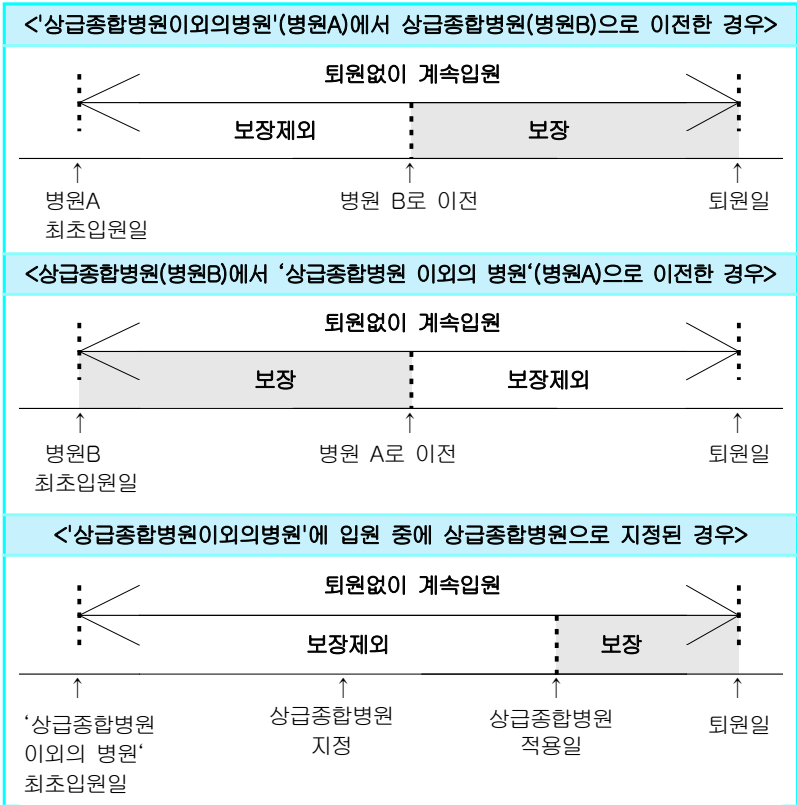 <'상급종합병원이외의병원'(병원A)에서 상급종합병원(병원B)으로 이전한 경우>
퇴원없이 계속입원
보장제외
보장
↑
↑
↑
병원A
최초입원일
병원 B로 이전
퇴원일
<상급종합병원(병원B)에서 ‘상급종합병원 이외의 병원‘(병원A)으로 이전한 경우>
퇴원없이 계속입원
보장
보장제외
↑
↑
↑
병원B
최초입원일
병원 A로 이전
퇴원일
<'상급종합병원이외의병원'에 입원 중에 상급종합병원으로 지정된 경우>
퇴원없이 계속입원
보장제외
보장
↑
↑
↑
↑
‘상급종합병원
이외의 병원‘
최초입원일
상급종합병원
지정
상급종합병원
적용일
퇴원일